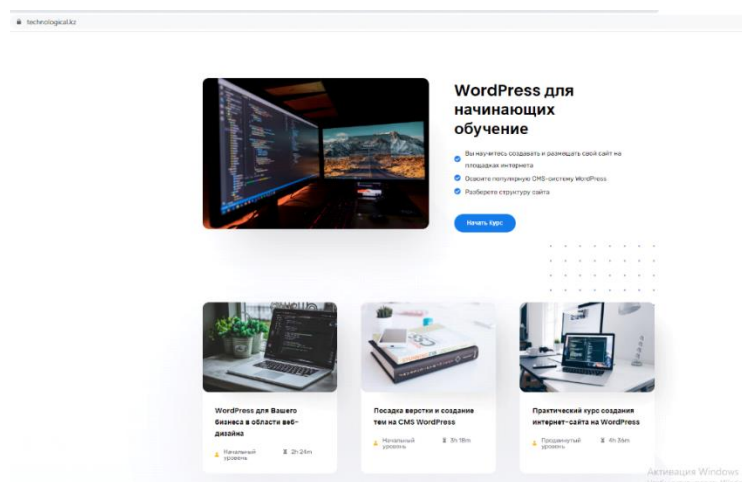 technological.kz
WordPress для
начинающих
обучение
Вы научитесь создавать и размещать свой сайт на
площадках интернета
Освоите популярную CMS-систему WordPress
Разберете структуру сайта
Начать Курс
WordPress для Вашего
бизнеса в области веб-
дизайна
Начальный
уровень
2h 24m
Посадка верстки и создание
тем на CMS WordPress
Начальный
уровень
3h 18m
Практический курс создания
интернет-сайта на WordPress
Продвинутый
уровень
4h 36m
Активация Windows